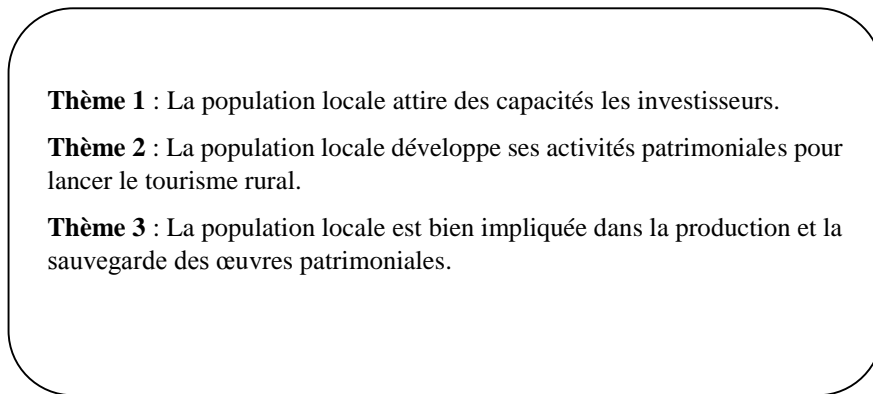 Thème 1 : La population locale attire des capacités les investisseurs.
Thème 2 : La population locale développe ses activités patrimoniales pour
lancer le tourisme rural.
Thème 3 : La population locale est bien impliquée dans la production et la
sauvegarde des œuvres patrimoniales.